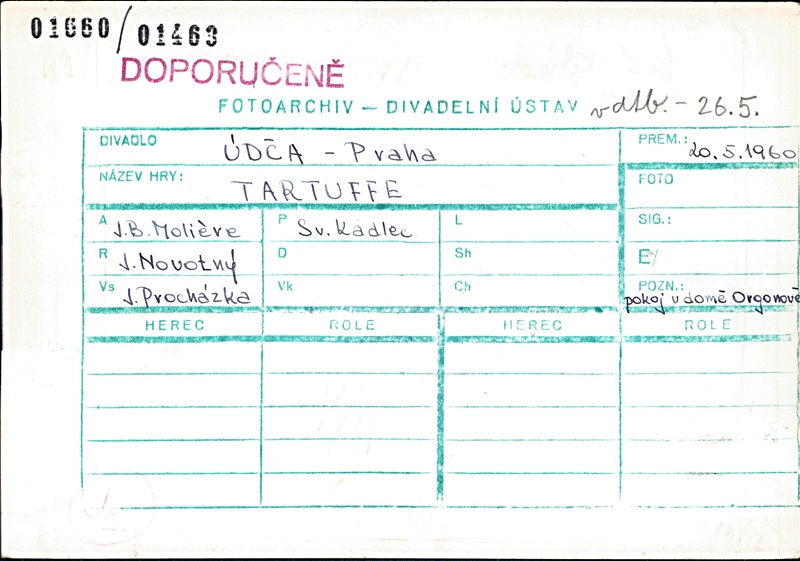 01660/01463
DOPORUČENĚ
FOTOARCHIV – DIVADELNÍ ÚSTAV v dtb. - 26.5.
DIVADLO ÚDČA - Praha
PREM.: 20.5.1960
NÁZEV HRY: TARTUFFE
FOTO
A J.B. Molière P Sv. Kadlec L
SIG.:
R J. Novotný D Sh
E/
Vs J. Procházka Vk Ch
POZN.: pokoj v domě Orgonově
HEREC ROLE HEREC ROLE